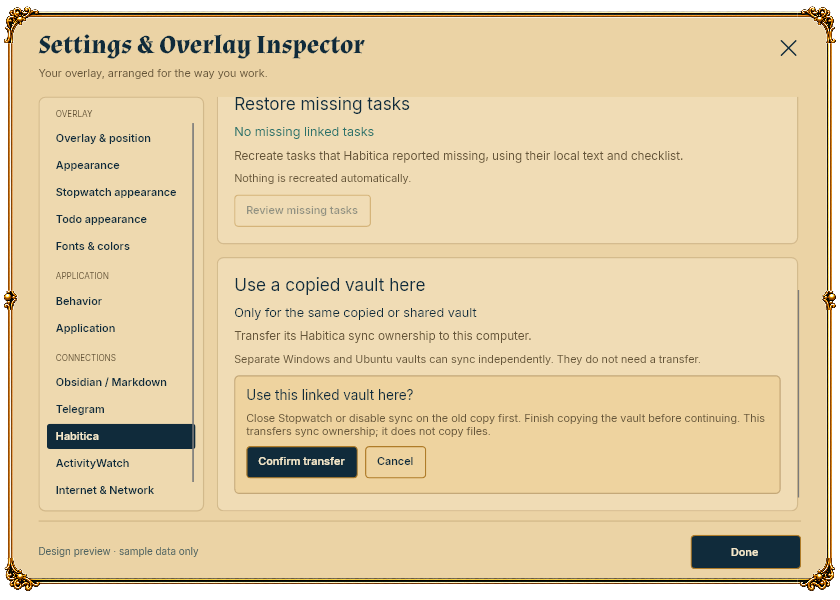 Settings & Overlay Inspector
Your overlay, arranged for the way you work.
OVERLAY
Overlay & position
Appearance
Stopwatch appearance
Todo appearance
Fonts & colors
APPLICATION
Behavior
Application
CONNECTIONS
Obsidian / Markdown
Telegram
Habitica
ActivityWatch
Internet & Network
Restore missing tasks
No missing linked tasks
Recreate tasks that Habitica reported missing, using their local text and checklist.
Nothing is recreated automatically.
Review missing tasks
Use a copied vault here
Only for the same copied or shared vault
Transfer its Habitica sync ownership to this computer.
Separate Windows and Ubuntu vaults can sync independently. They do not need a transfer.
Use this linked vault here?
Close Stopwatch or disable sync on the old copy first. Finish copying the vault before continuing. This
transfers sync ownership; it does not copy files.
Confirm transfer
Cancel
Design preview · sample data only
Done